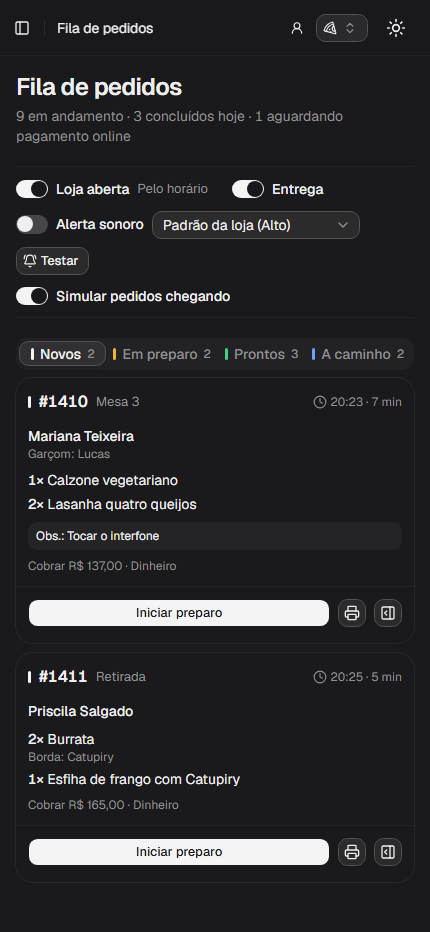 Fila de pedidos
Fila de pedidos
9 em andamento · 3 concluídos hoje · 1 aguardando
pagamento online
Loja aberta Pelo horário Entrega
Alerta sonoro Padrão da loja (Alto)
Testar
Simular pedidos chegando
Novos 2 Em preparo 2 Prontos 3 A caminho 2
#1410 Mesa 3 20:23 · 7 min
Mariana Teixeira
Garçom: Lucas
1× Calzone vegetariano
2× Lasanha quatro queijos
Obs.: Tocar o interfone
Cobrar R$ 137,00 · Dinheiro
Iniciar preparo
#1411 Retirada 20:25 · 5 min
Priscila Salgado
2× Burrata
Borda: Catupiry
1× Esfiha de frango com Catupiry
Cobrar R$ 165,00 · Dinheiro
Iniciar preparo